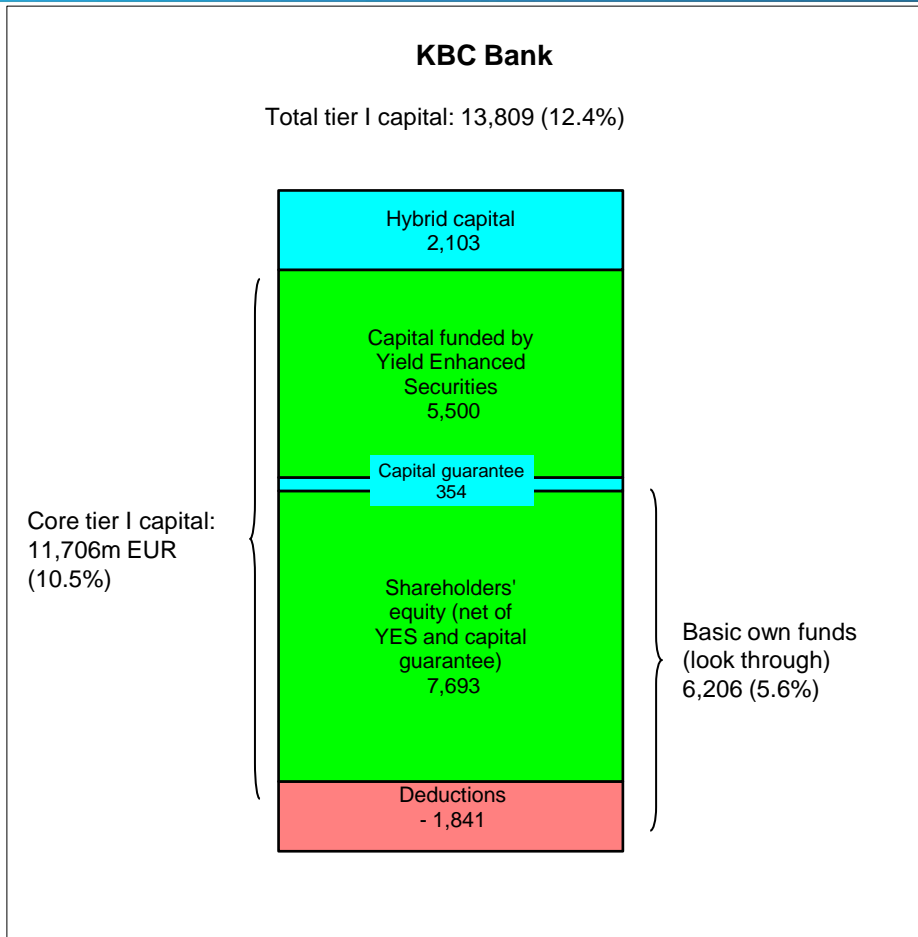 KBC Bank
Total tier I capital: 13,809 (12.4%)
Hybrid capital
2,103
Capital funded by
Yield Enhanced
Securities
5,500
Capital guarantee
354
Core tier I capital:
11,706m EUR
(10.5%)
Shareholders'
equity (net of
YES and capital
guarantee)
7,693
Basic own funds
(look through)
6,206 (5.6%)
Deductions
- 1,841